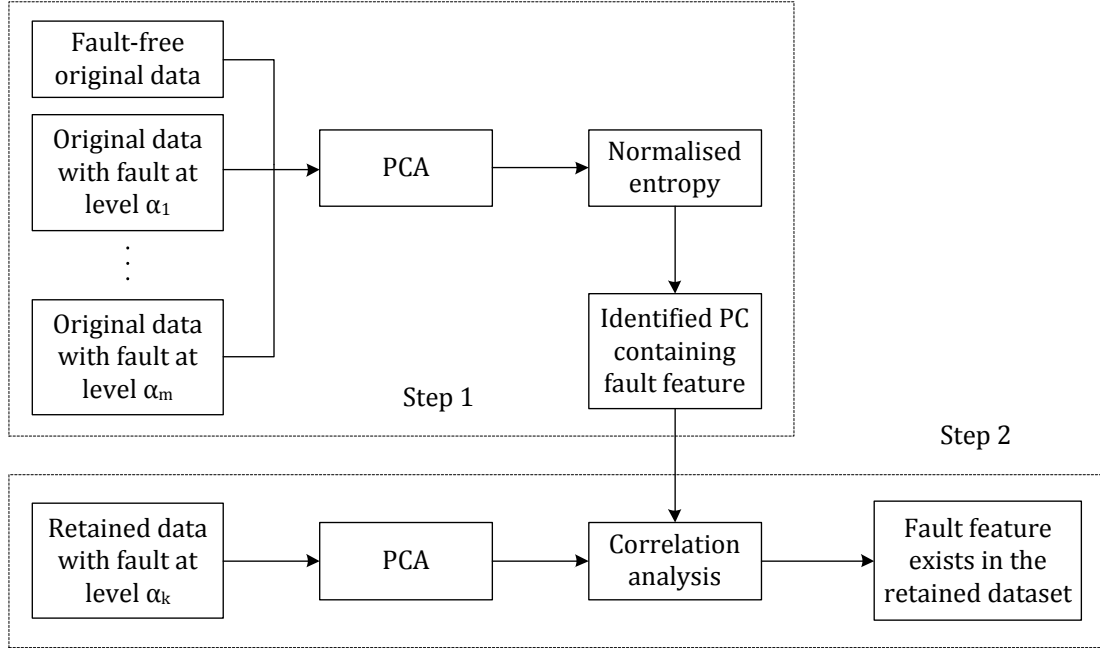 Fault-free
original data
Original data
with fault at
level α₁
Original data
with fault at
level αₘ
PCA
Normalised
entropy
Identified PC
containing
fault feature
Step 1
Step 2
Retained data
with fault at
level αₖ
PCA
Correlation
analysis
Fault feature
exists in the
retained dataset